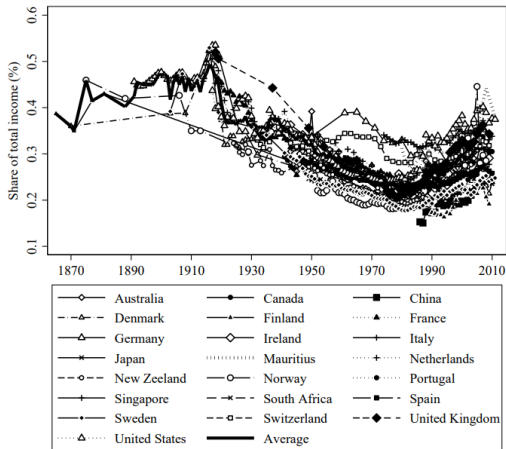 0.6
0.5
0.4
0.3
0.2
0.1
Share of total income (%)
1870 1890 1910 1930 1950 1970 1990 2010
Australia Canada China
Denmark Finland France
Germany Ireland Italy
Japan Mauritius Netherlands
New Zeeland Norway Portugal
Singapore South Africa Spain
Sweden Switzerland United Kingdom
United States Average